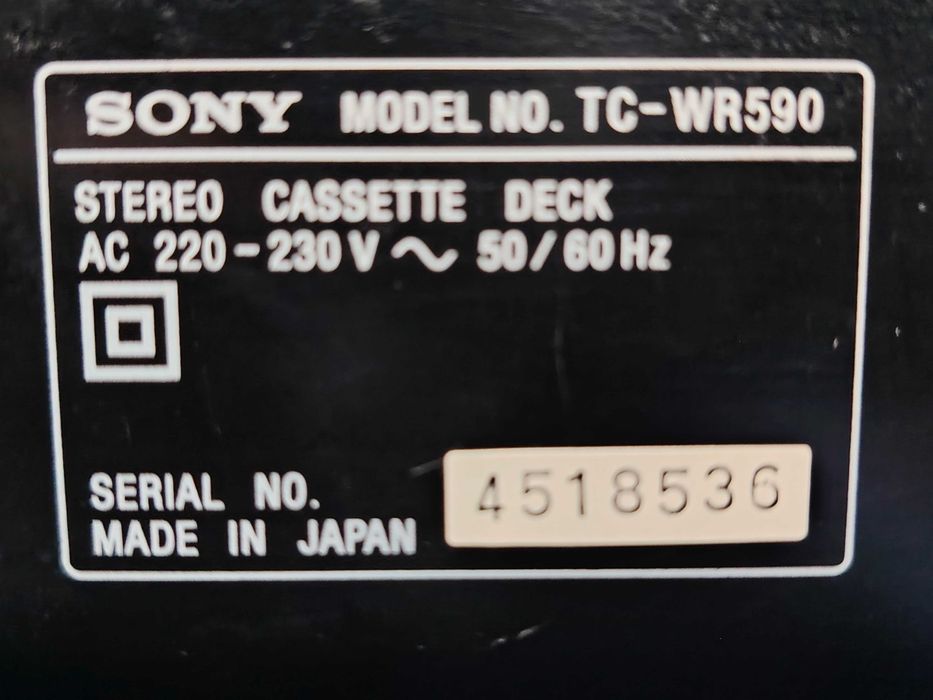 SONY MODEL NO. TC-WR590
STEREO CASSETTE DECK
AC 220-230V ~ 50/60Hz
SERIAL NO. 4518536
MADE IN JAPAN